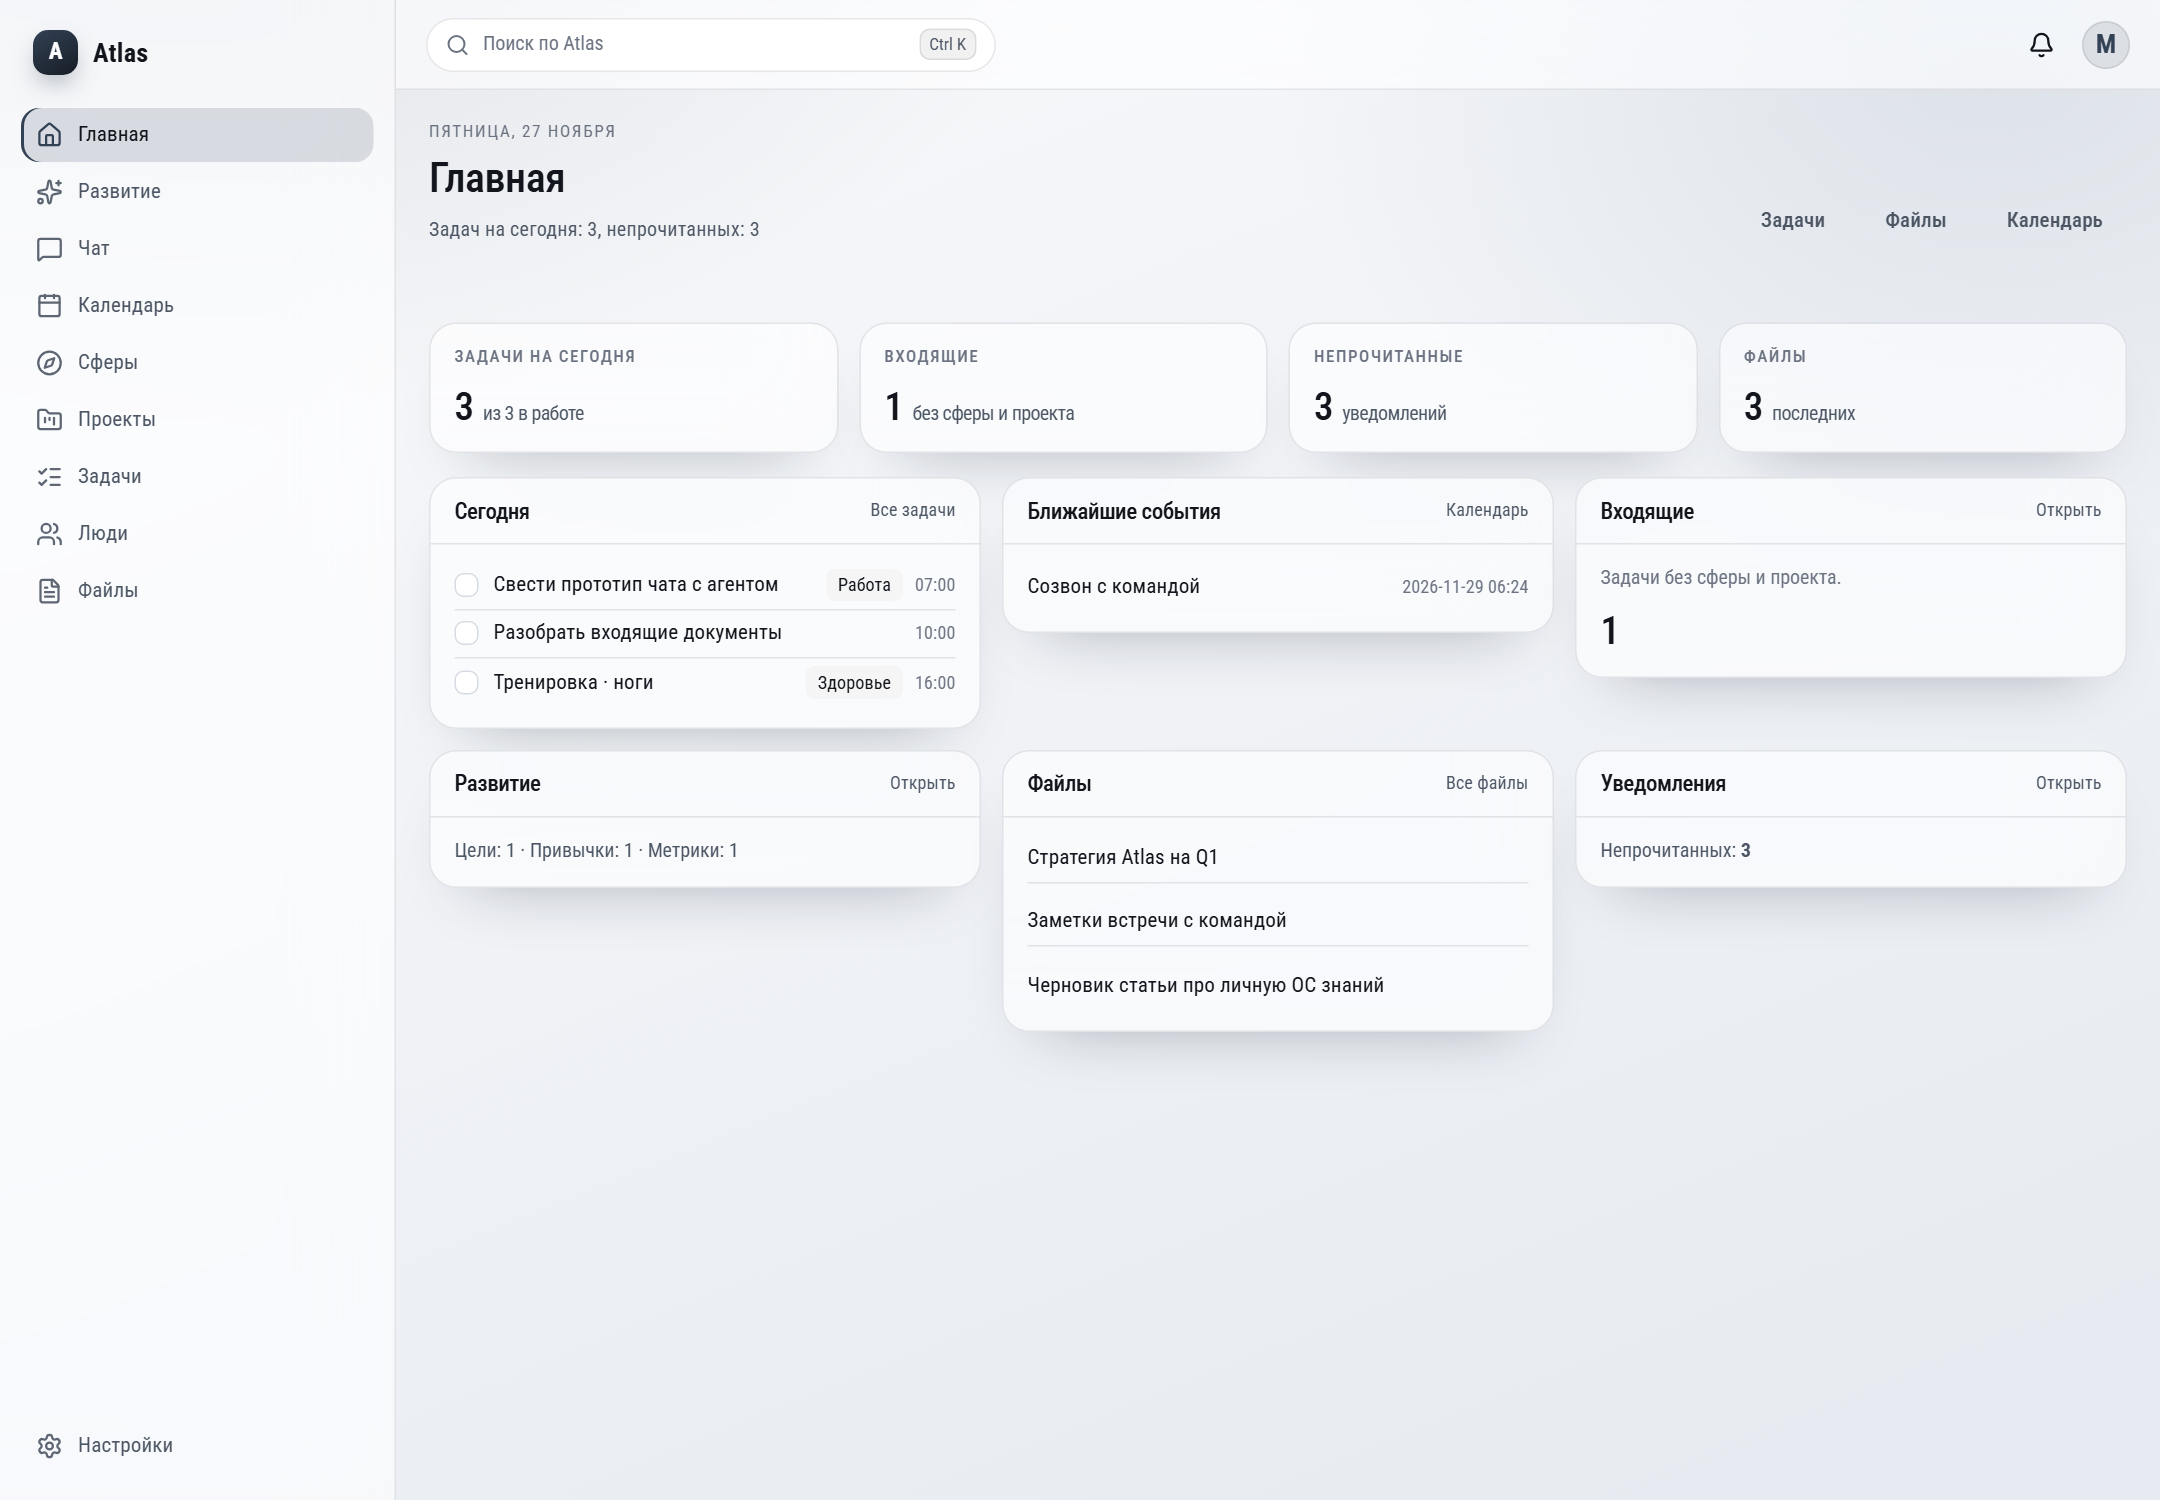 A Atlas
Поиск по Atlas Ctrl K
M
Главная
Развитие
Чат
Календарь
Сферы
Проекты
Задачи
Люди
Файлы
Настройки
ПЯТНИЦА, 27 НОЯБРЯ
Главная
Задач на сегодня: 3, непрочитанных: 3
Задачи Файлы Календарь
ЗАДАЧИ НА СЕГОДНЯ
3 из 3 в работе
ВХОДЯЩИЕ
1 без сферы и проекта
НЕПРОЧИТАННЫЕ
3 уведомлений
ФАЙЛЫ
3 последних
Сегодня Все задачи
Свести прототип чата с агентом Работа 07:00
Разобрать входящие документы 10:00
Тренировка · ноги Здоровье 16:00
Ближайшие события Календарь
Созвон с командой 2026-11-29 06:24
Входящие Открыть
Задачи без сферы и проекта.
1
Развитие Открыть
Цели: 1 · Привычки: 1 · Метрики: 1
Файлы Все файлы
Стратегия Atlas на Q1
Заметки встречи с командой
Черновик статьи про личную ОС знаний
Уведомления Открыть
Непрочитанных: 3